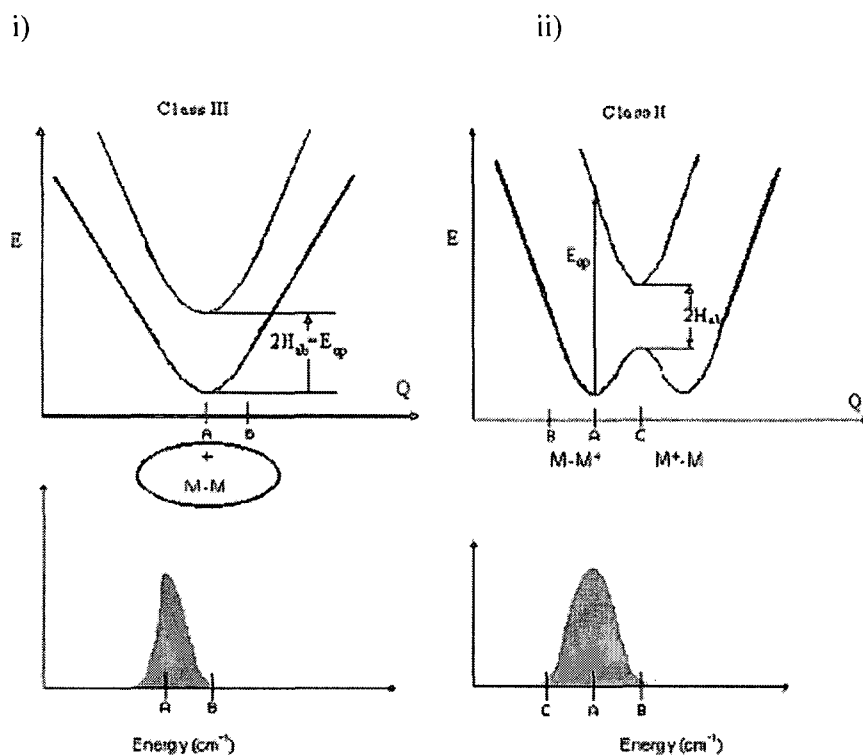 i)
ii)
Class III
Class II
E
2Hab=Eop
Q
A
B
+
M-M
E
Eop
2Hab
Q
B
A
C
M-M+
M+-M
A
B
Energy (cm⁻¹)
C
A
B
Energy (cm⁻¹)